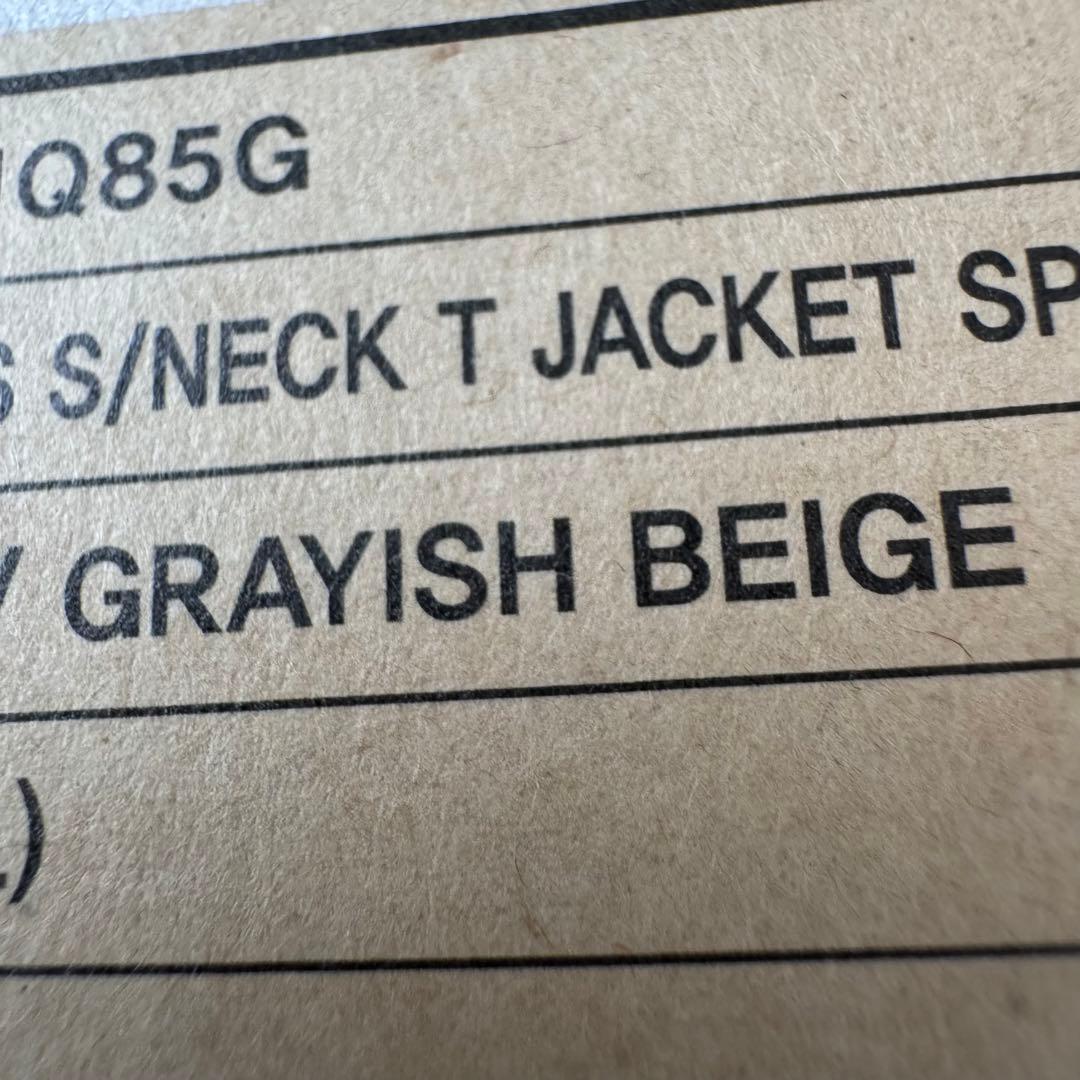 Q85G
S S/NECK T JACKET SP
/ GRAYISH BEIGE
)